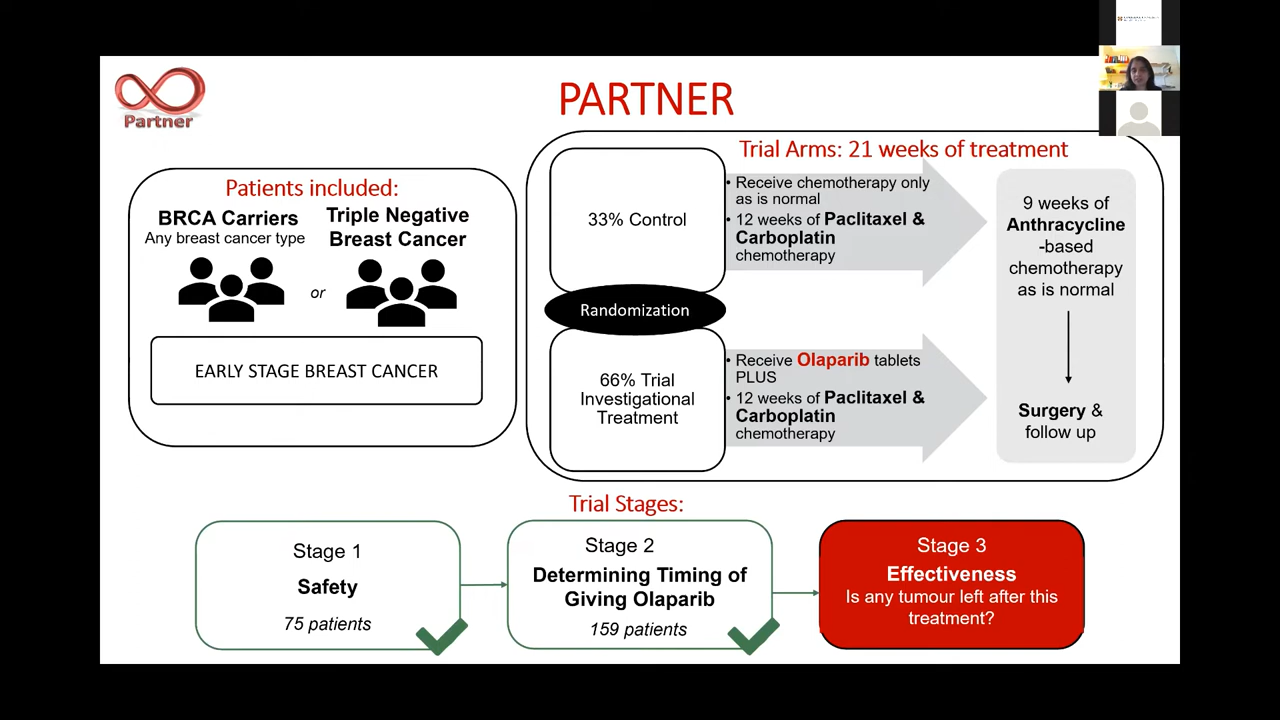 Partner
PARTNER
Patients included:
BRCA Carriers
Any breast cancer type
or
Triple Negative
Breast Cancer
EARLY STAGE BREAST CANCER
Trial Arms: 21 weeks of treatment
33% Control
Randomization
66% Trial
Investigational
Treatment
• Receive chemotherapy only
as is normal
• 12 weeks of Paclitaxel &
Carboplatin
chemotherapy
• Receive Olaparib tablets
PLUS
• 12 weeks of Paclitaxel &
Carboplatin
chemotherapy
9 weeks of
Anthracycline
-based
chemotherapy
as is normal
Surgery &
follow up
Trial Stages:
Stage 1
Safety
75 patients
Stage 2
Determining Timing of
Giving Olaparib
159 patients
Stage 3
Effectiveness
Is any tumour left after this
treatment?